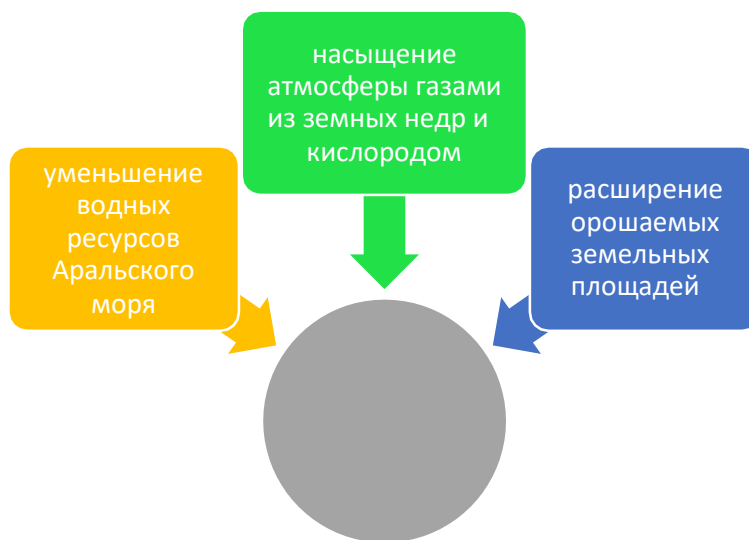 насыщение
атмосферы газами
из земных недр и
кислородом
уменьшение
водных
ресурсов
Аральского
моря
расширение
орошаемых
земельных
площадей